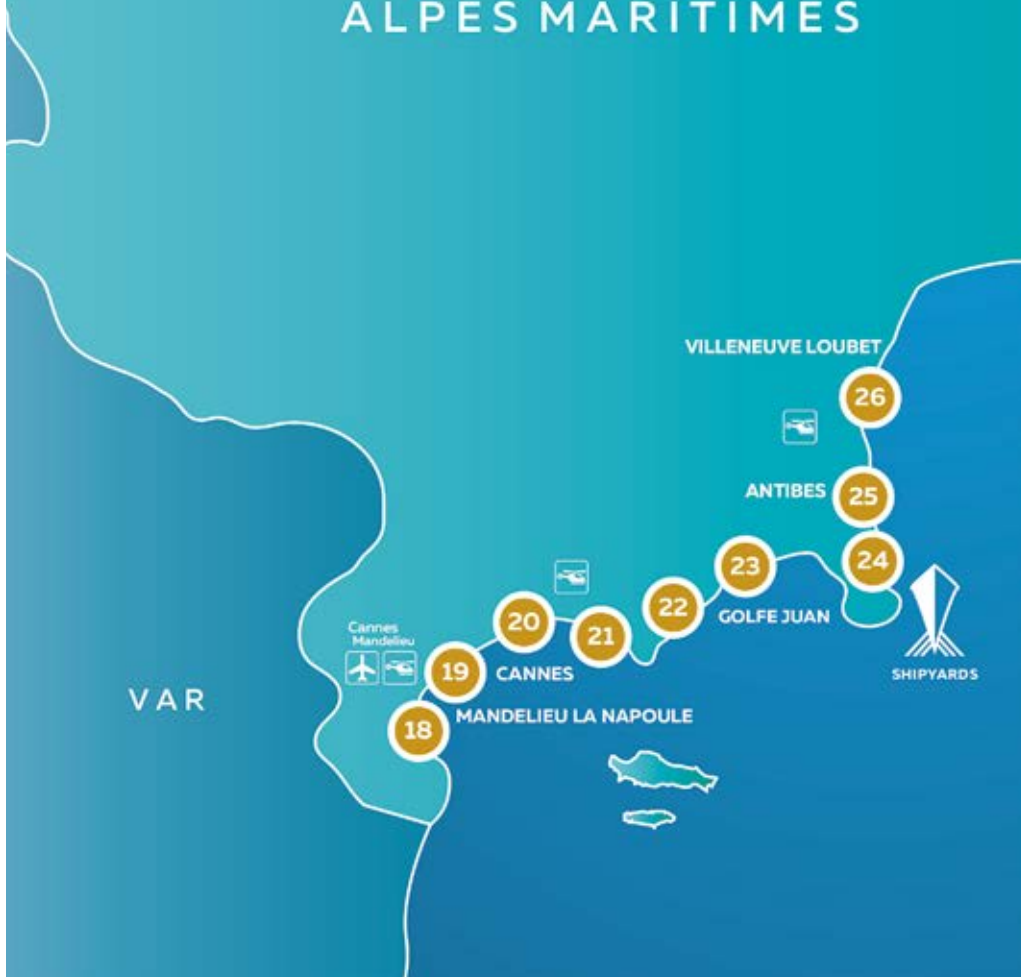 ALPES MARITIMES
VILLENEUVE LOUBET
26
ANTIBES
25
24
23
22
GOLFE JUAN
20
21
SHIPYARDS
Cannes
Mandelieu
19
CANNES
VAR
18
MANDELIEU LA NAPOULE